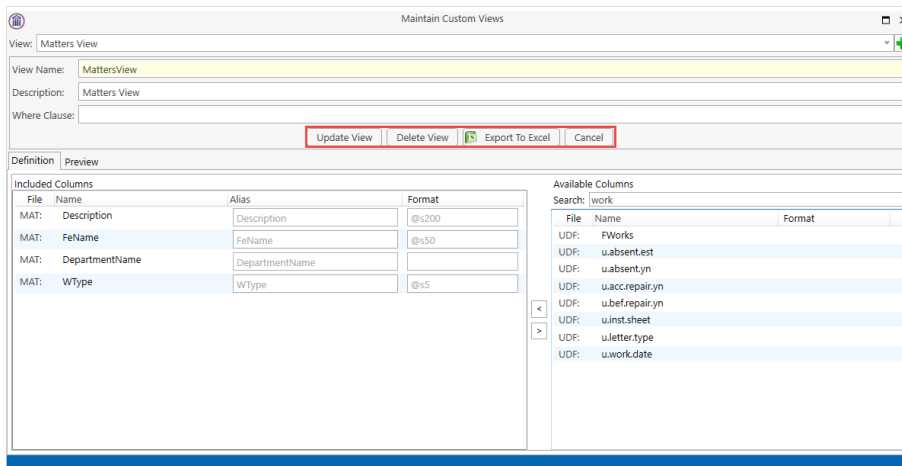 Maintain Custom Views
View: Matters View
View Name: MattersView
Description: Matters View
Where Clause:
Update View Delete View Export To Excel Cancel
Definition Preview
Included Columns Available Columns
Search: work
File Name Alias Format File Name Format
MAT: Description Description @s200
MAT: FeName FeName @s50
MAT: DepartmentName DepartmentName
MAT: WType WType @s5
< >
UDF: FWorks
UDF: u.absent.est
UDF: u.absent.yn
UDF: u.acc.repair.yn
UDF: u.bef.repair.yn
UDF: u.inst.sheet
UDF: u.letter.type
UDF: u.work.date